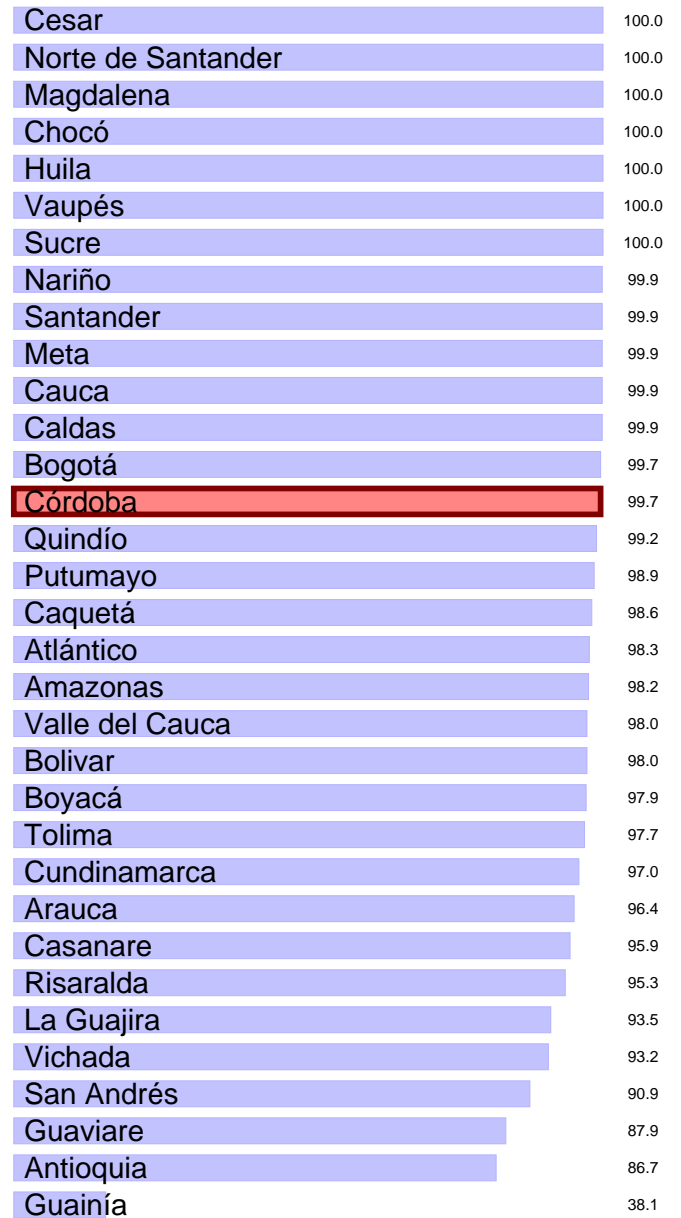 Cesar 100.0
Norte de Santander 100.0
Magdalena 100.0
Chocó 100.0
Huila 100.0
Vaupés 100.0
Sucre 100.0
Nariño 99.9
Santander 99.9
Meta 99.9
Cauca 99.9
Caldas 99.9
Bogotá 99.7
Córdoba 99.7
Quindío 99.2
Putumayo 98.9
Caquetá 98.6
Atlántico 98.3
Amazonas 98.2
Valle del Cauca 98.0
Bolivar 98.0
Boyacá 97.9
Tolima 97.7
Cundinamarca 97.0
Arauca 96.4
Casanare 95.9
Risaralda 95.3
La Guajira 93.5
Vichada 93.2
San Andrés 90.9
Guaviare 87.9
Antioquia 86.7
Guainía 38.1